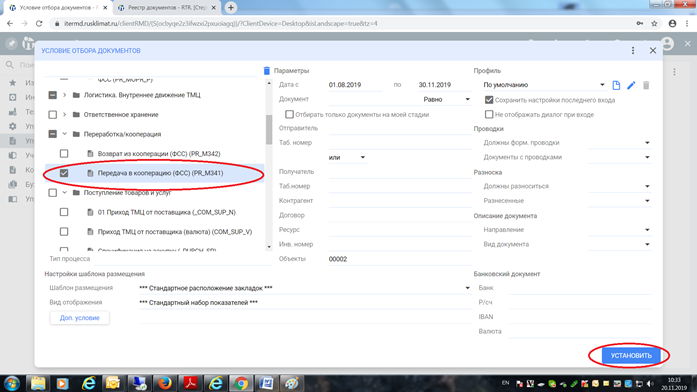 Условие отбора документов
Реестр документов - RTR. [Стер
itermd.rusklimat.ru/clientRMD/(S(ocbyqe2z3ilfwzxi2pxuoiagq))/?ClientDevice=Desktop&isLandscape=true&tz=4
УСЛОВИЕ ОТБОРА ДОКУМЕНТОВ
Логистика. Внутреннее движение ТМЦ
Ответственное хранение
Переработка/кооперация
Возврат из кооперации (ФСС) (PR_M342)
Передача в кооперацию (ФСС) (PR_M341)
Поступление товаров и услуг
01 Приход ТМЦ от поставщика (_COM_SUP_N)
Приход ТМЦ от поставщика (валюта) (COM_SUP_V)
Тип процесса
Параметры
Дата с 01.08.2019 по 30.11.2019
Документ Равно
Отбирать только документы на моей стадии
Отправитель
Таб. номер
или
Получатель
Таб.номер
Контрагент
Договор
Ресурс
Инв. номер
Объекты 00002
Профиль
По умолчанию
Сохранить настройки последнего входа
Не отображать диалог при входе
Проводки
Должны форм. проводки
Документы с проводками
Разноска
Должны разноситься
Разнесенные
Описание документа
Направление
Вид документа
Настройки шаблона размещения
Шаблон размещения *** Стандартное расположение закладок ***
Вид отображения *** Стандартный набор показателей ***
Доп. условие
Банковский документ
Банк
Р/сч
IBAN
Валюта
УСТАНОВИТЬ
EN
10:33
20.11.2019